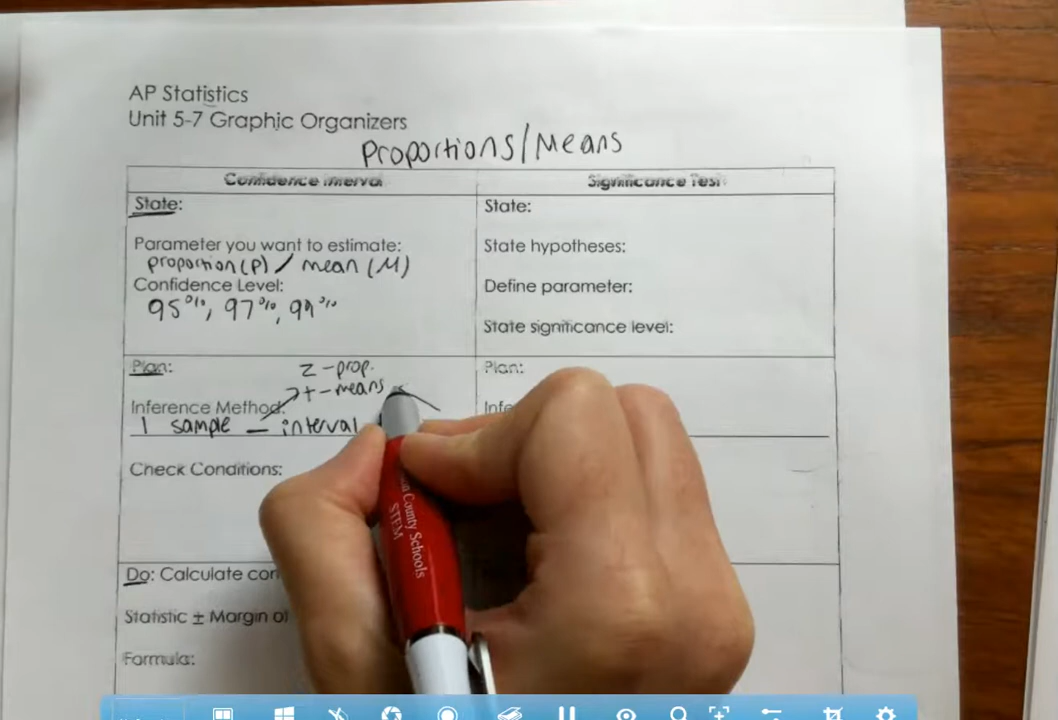 AP Statistics
Unit 5-7 Graphic Organizers
Proportions/Means
Confidence Interval
Significance Test
State:
Parameter you want to estimate:
proportion(p) / mean (M)
Confidence Level:
95%, 97%, 99%
State:
State hypotheses:
Define parameter:
State significance level:
Plan:
z - prop.
t - means
Inference Method:
1 sample — interval
Check Conditions:
Plan:
Do: Calculate
Statistic ± Margin of
Formula:
County Schools
STEM